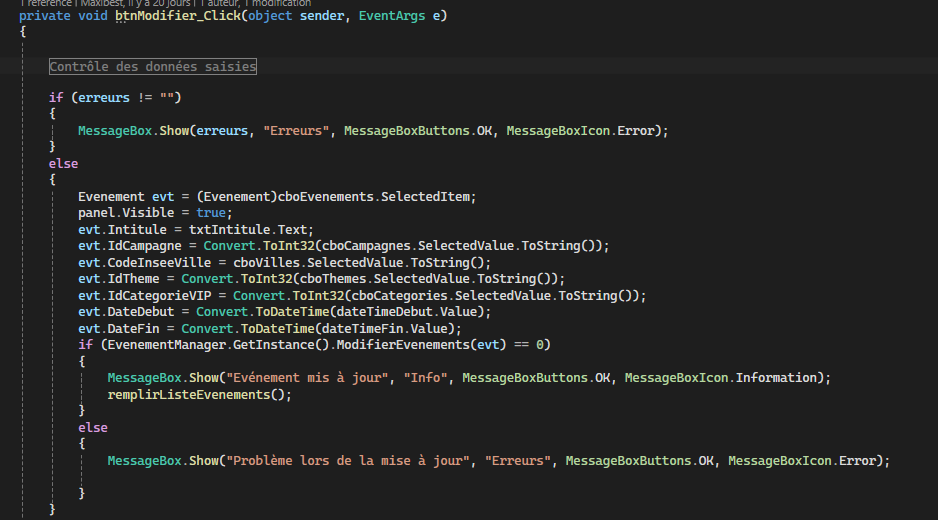 1 référence | Maxibest, il y a 20 jours | 1 auteur, 1 modification
private void btnModifier_Click(object sender, EventArgs e)
{
Contrôle des données saisies
if (erreurs != "")
{
MessageBox.Show(erreurs, "Erreurs", MessageBoxButtons.OK, MessageBoxIcon.Error);
}
else
{
Evenement evt = (Evenement)cboEvenements.SelectedItem;
panel.Visible = true;
evt.Intitule = txtIntitule.Text;
evt.IdCampagne = Convert.ToInt32(cboCampagnes.SelectedValue.ToString());
evt.CodeInseeVille = cboVilles.SelectedValue.ToString();
evt.IdTheme = Convert.ToInt32(cboThemes.SelectedValue.ToString());
evt.IdCategorieVIP = Convert.ToInt32(cboCategories.SelectedValue.ToString());
evt.DateDebut = Convert.ToDateTime(dateTimeDebut.Value);
evt.DateFin = Convert.ToDateTime(dateTimeFin.Value);
if (EvenementManager.GetInstance().ModifierEvenements(evt) == 0)
{
MessageBox.Show("Evénement mis à jour", "Info", MessageBoxButtons.OK, MessageBoxIcon.Information);
remplirListeEvenements();
}
else
{
MessageBox.Show("Problème lors de la mise à jour", "Erreurs", MessageBoxButtons.OK, MessageBoxIcon.Error);
}
}